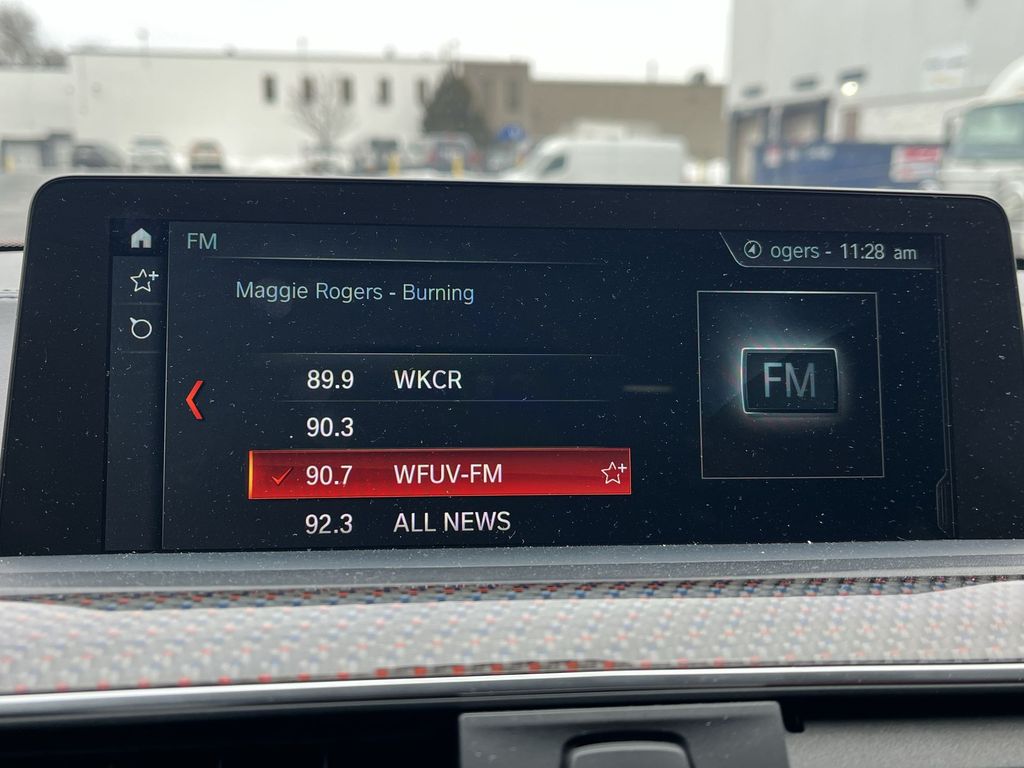 FM
ogers - 11:28 am
Maggie Rogers - Burning
FM
89.9 WKCR
90.3
90.7 WFUV-FM
92.3 ALL NEWS